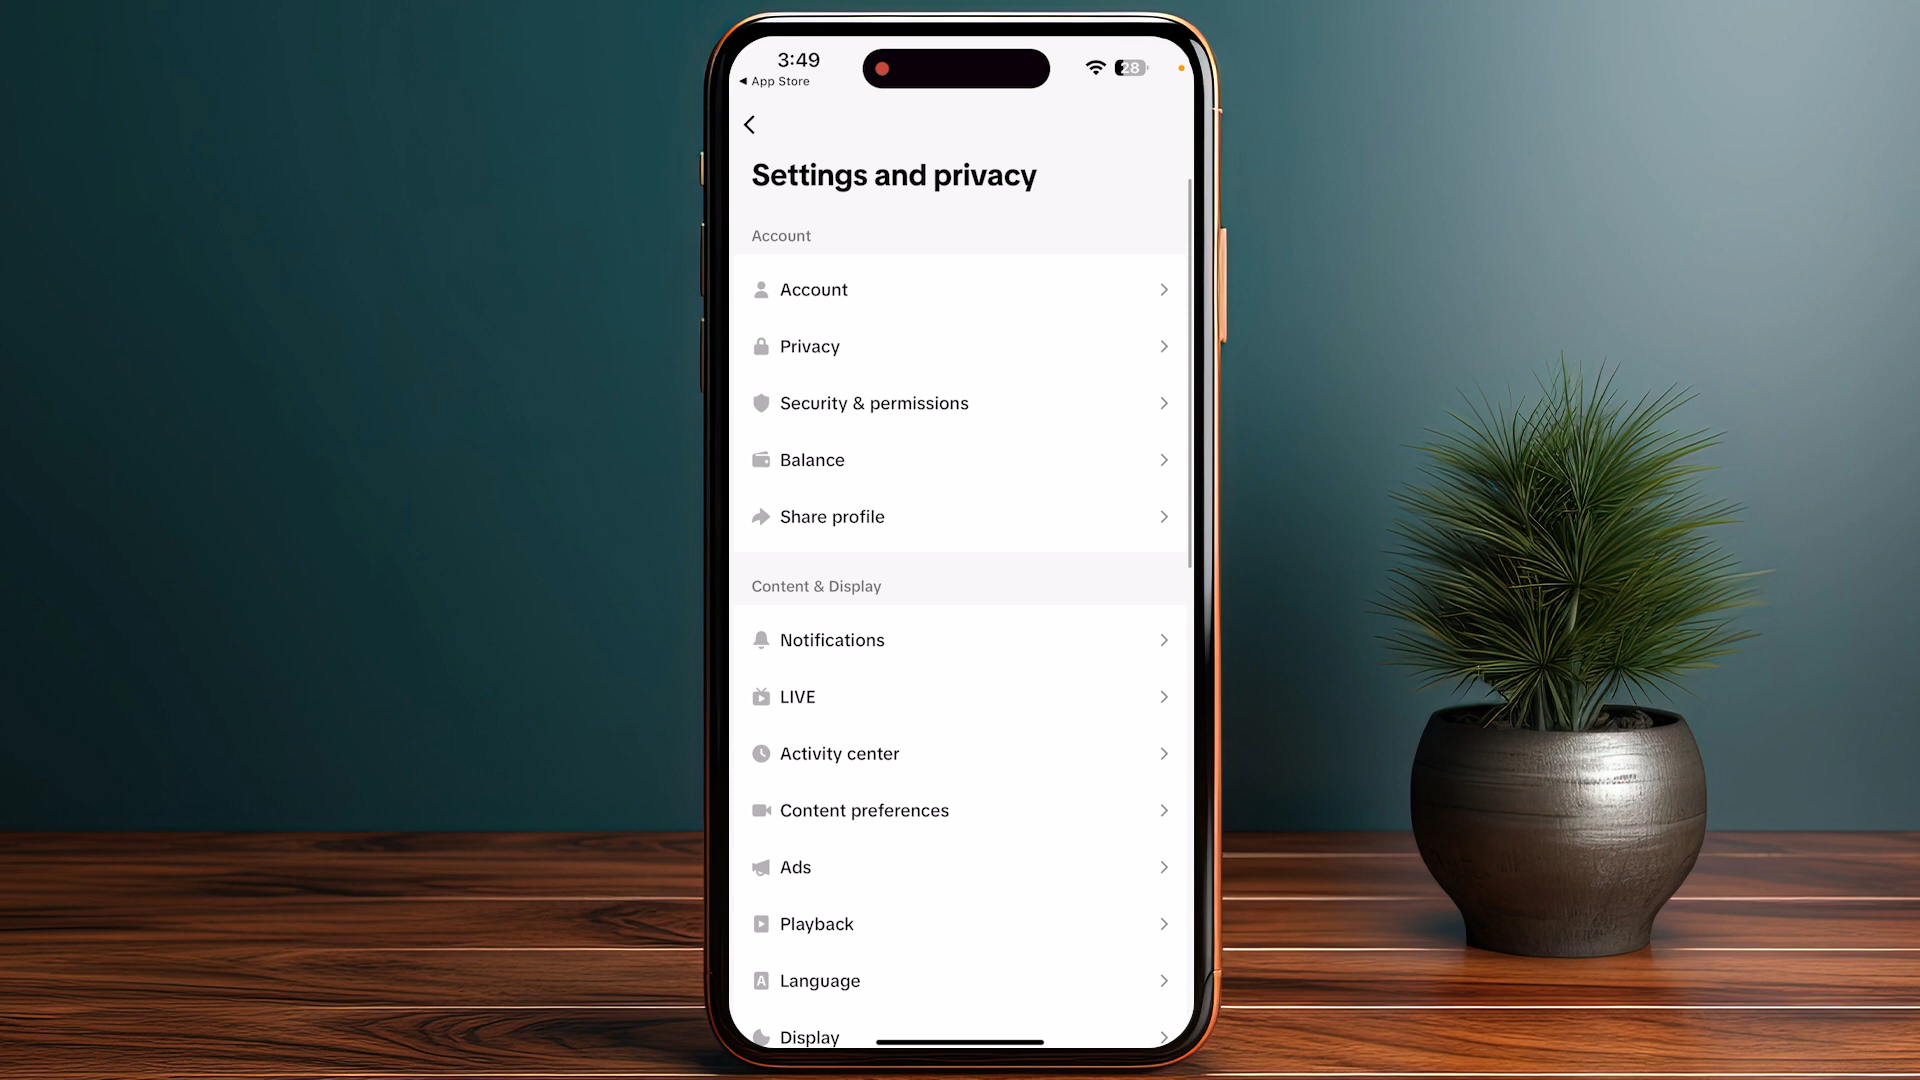 3:49
◀ App Store
28
Settings and privacy
Account
Account
Privacy
Security & permissions
Balance
Share profile
Content & Display
Notifications
LIVE
Activity center
Content preferences
Ads
Playback
A Language
Display